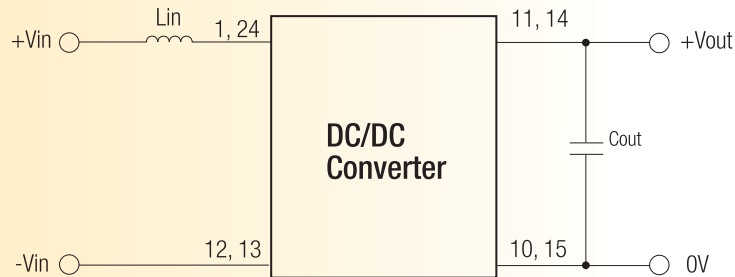 Lin
+Vin
1, 24
11, 14
+Vout
DC/DC
Converter
Cout
-Vin
12, 13
10, 15
0V